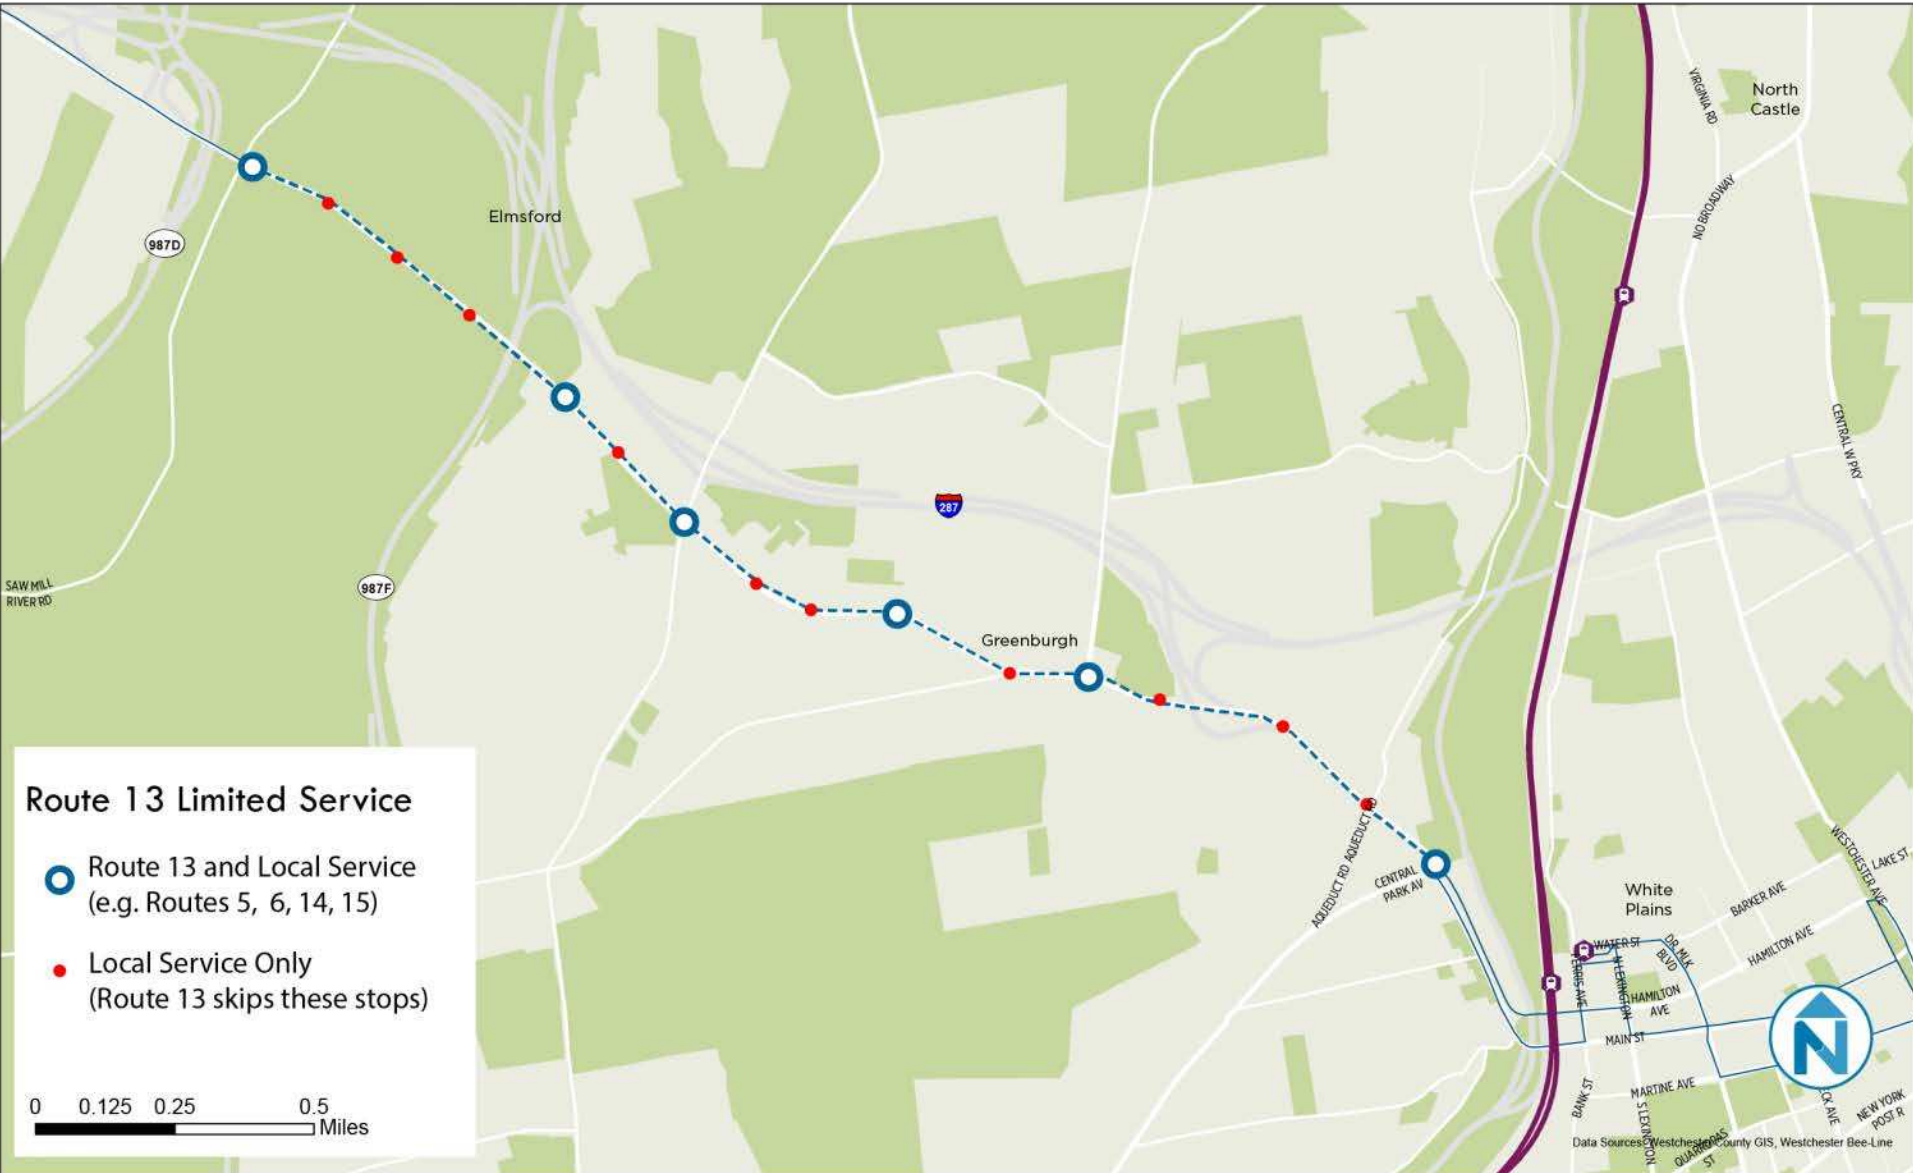 North
Castle
VIRGINIA RD
NO BROADWAY
Elmsford
987D
CENTRAL W PKY
287
SAW MILL
RIVER RD
987F
Greenburgh
AQUEDUCT RD
AQUEDUCT RD
CENTRAL
PARK AV
White
Plains
WESTCHESTER AVE
LAKE ST
BARKER AVE
HAMILTON AVE
WATER ST
DR MLK
BLVD
FERRIS AVE
N LEXINGTON
HAMILTON
AVE
MAIN ST
MARTINE AVE
BANK ST
S LEXINGTON
QUARROPAS
ST
NEW YORK
POST R
N
Route 13 Limited Service
Route 13 and Local Service
(e.g. Routes 5, 6, 14, 15)
Local Service Only
(Route 13 skips these stops)
0 0.125 0.25 0.5
Miles
Data Sources: Westchester County GIS, Westchester Bee-Line